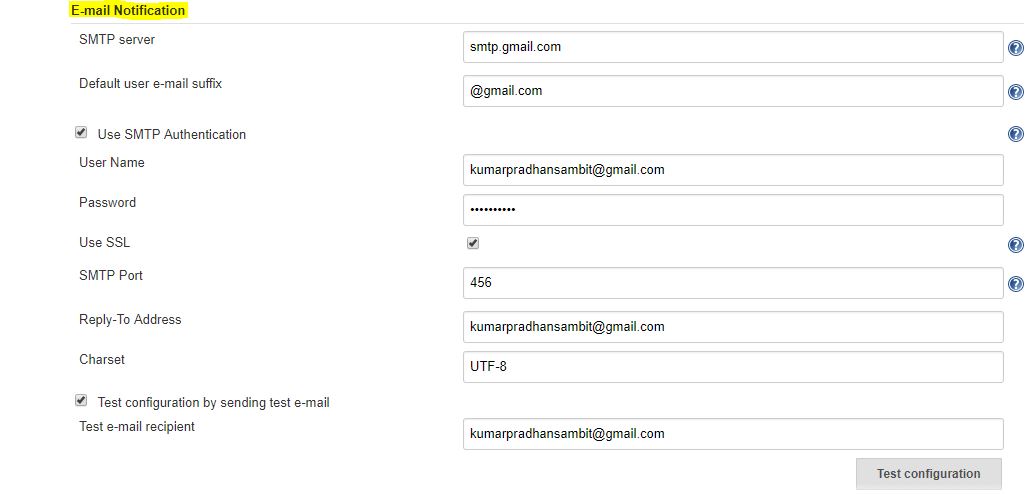 E-mail Notification
SMTP server
smtp.gmail.com
Default user e-mail suffix
@gmail.com
Use SMTP Authentication
User Name
kumarpradhansambit@gmail.com
Password
••••••••••
Use SSL
SMTP Port
456
Reply-To Address
kumarpradhansambit@gmail.com
Charset
UTF-8
Test configuration by sending test e-mail
Test e-mail recipient
kumarpradhansambit@gmail.com
Test configuration